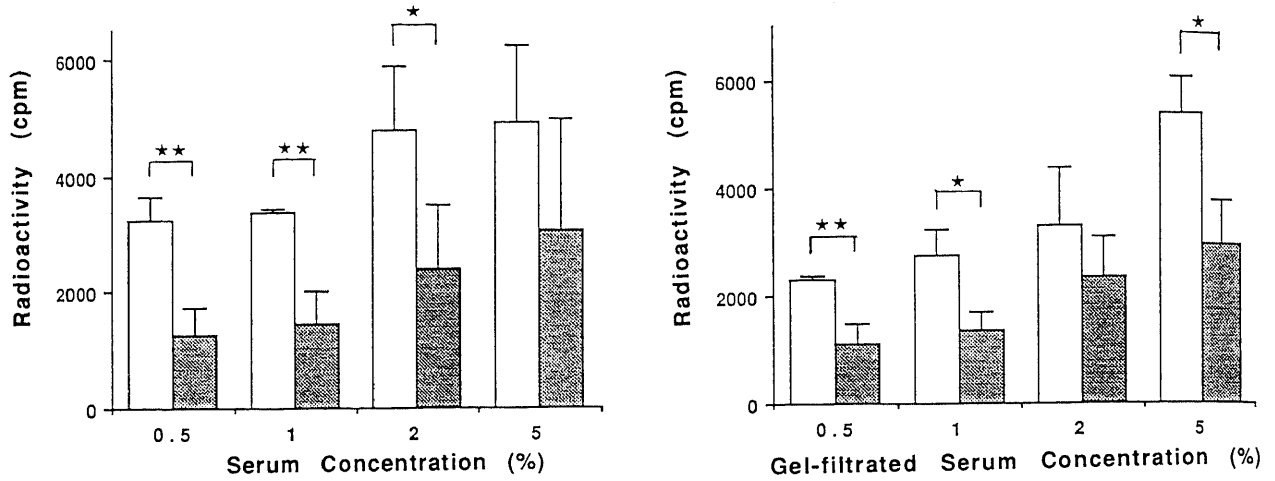 Radioactivity (cpm)
6000
4000
2000
0
★
★★
★★
0.5 1 2 5
Serum Concentration (%)
Radioactivity (cpm)
6000
4000
2000
0
★
★
★★
0.5 1 2 5
Gel-filtrated Serum Concentration (%)